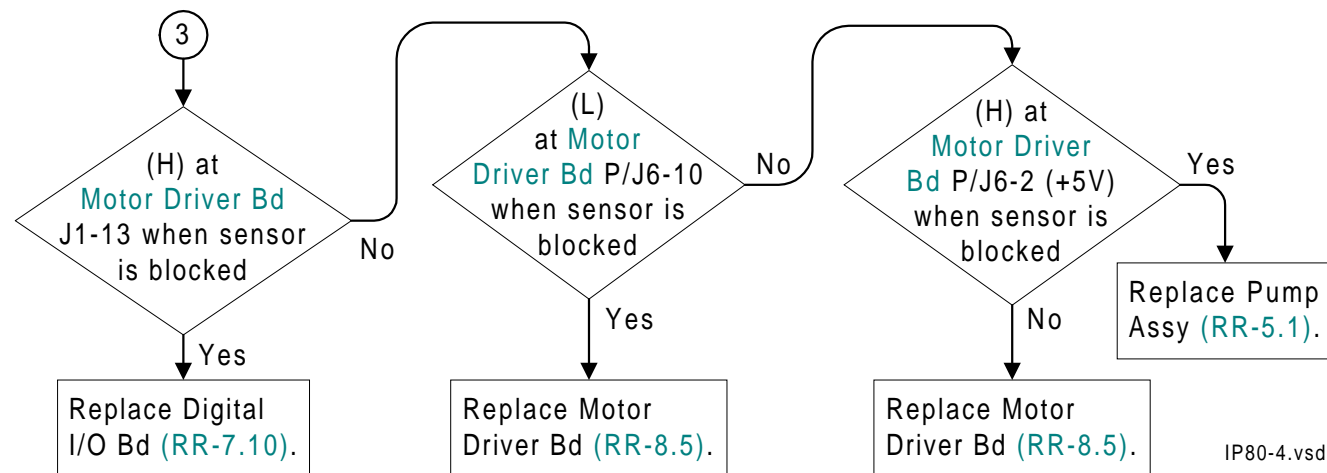 3
(H) at
Motor Driver Bd
J1-13 when sensor
is blocked
No
Yes
Replace Digital
I/O Bd (RR-7.10).
(L)
at Motor
Driver Bd P/J6-10
when sensor is
blocked
No
Yes
Replace Motor
Driver Bd (RR-8.5).
(H) at
Motor Driver
Bd P/J6-2 (+5V)
when sensor is
blocked
Yes
Replace Pump
Assy (RR-5.1).
No
Replace Motor
Driver Bd (RR-8.5).
IP80-4.vsd